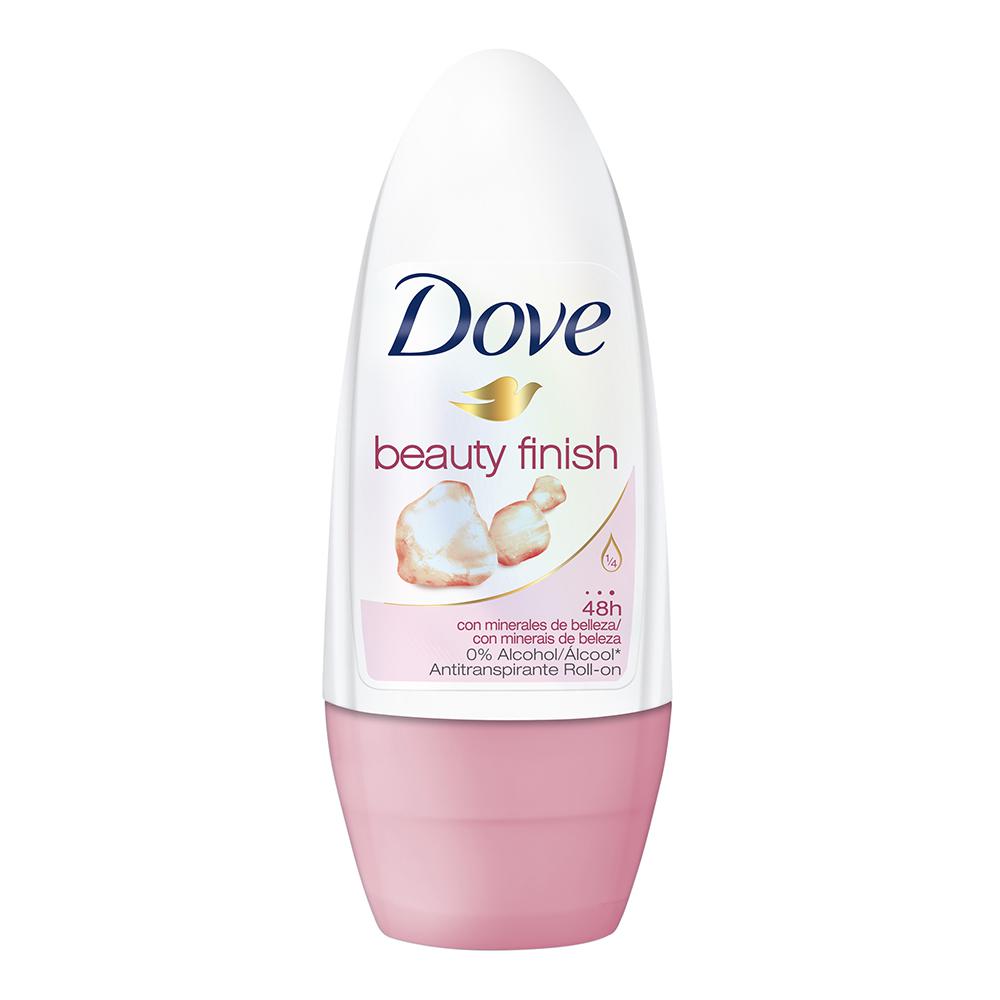 Dove
beauty finish
1/4
48h
con minerales de belleza/
con minerais de beleza
0% Alcohol/Álcool*
Antitranspirante Roll-on